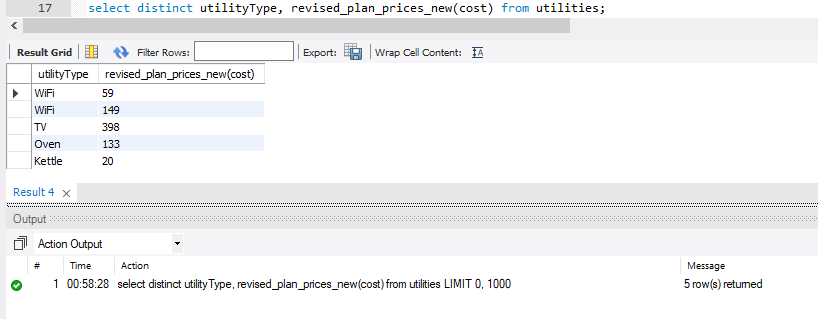 17 select distinct utilityType, revised_plan_prices_new(cost) from utilities;
Result Grid Filter Rows: Export: Wrap Cell Content:
utilityType revised_plan_prices_new(cost)
WiFi 59
WiFi 149
TV 398
Oven 133
Kettle 20
Result 4
Output
Action Output
# Time Action Message
1 00:58:28 select distinct utilityType, revised_plan_prices_new(cost) from utilities LIMIT 0, 1000 5 row(s) returned